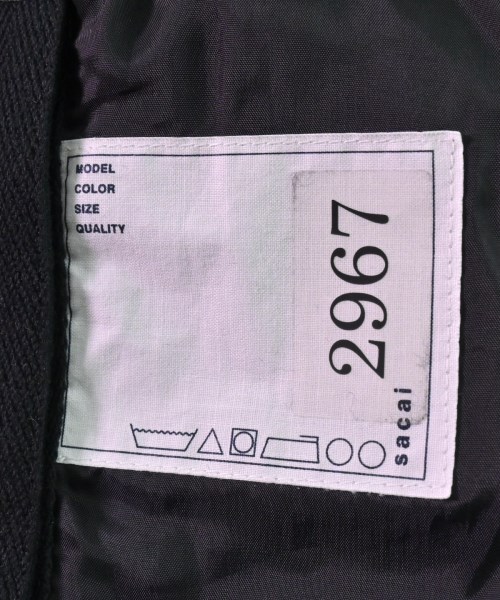 MODEL
COLOR
SIZE
QUALITY
2967
sacai